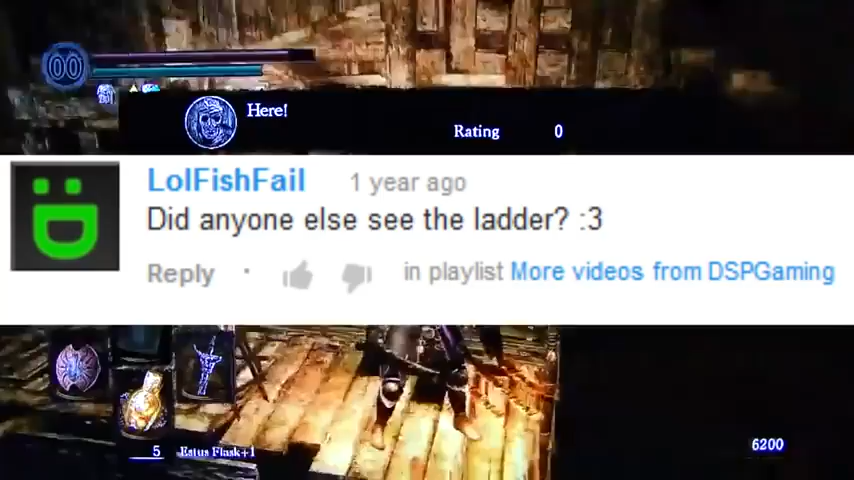 00
Here!
Rating 0
LolFishFail 1 year ago
Did anyone else see the ladder? :3
Reply · in playlist More videos from DSPGaming
5 Estus Flask+1
6200